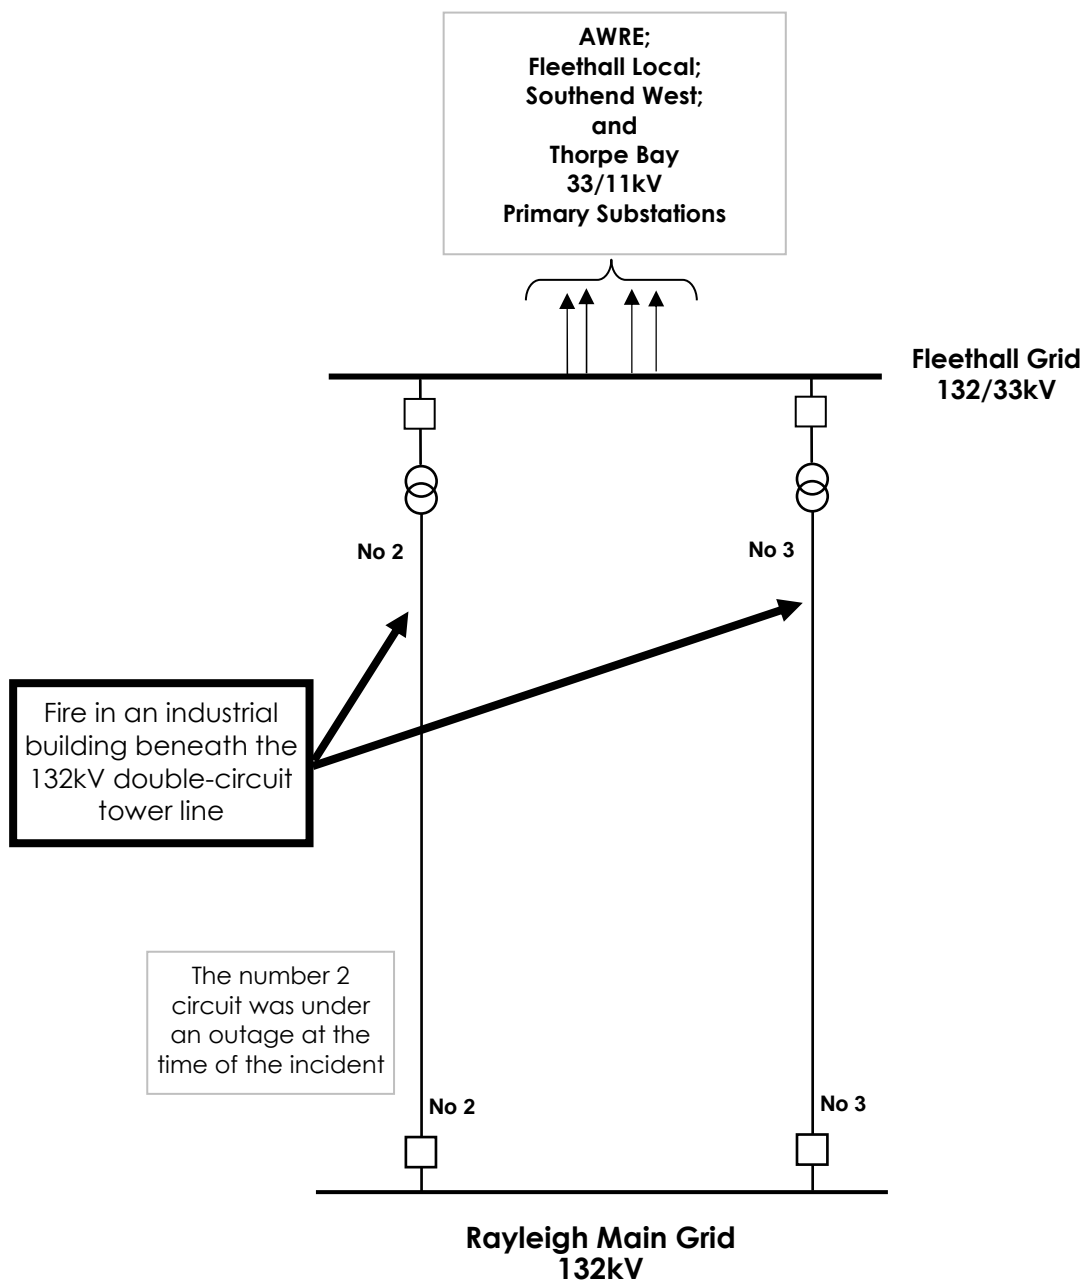 AWRE;
Fleethall Local;
Southend West;
and
Thorpe Bay
33/11kV
Primary Substations
Fleethall Grid
132/33kV
No 2
No 3
Fire in an industrial
building beneath the
132kV double-circuit
tower line
The number 2
circuit was under
an outage at the
time of the incident
No 2
No 3
Rayleigh Main Grid
132kV